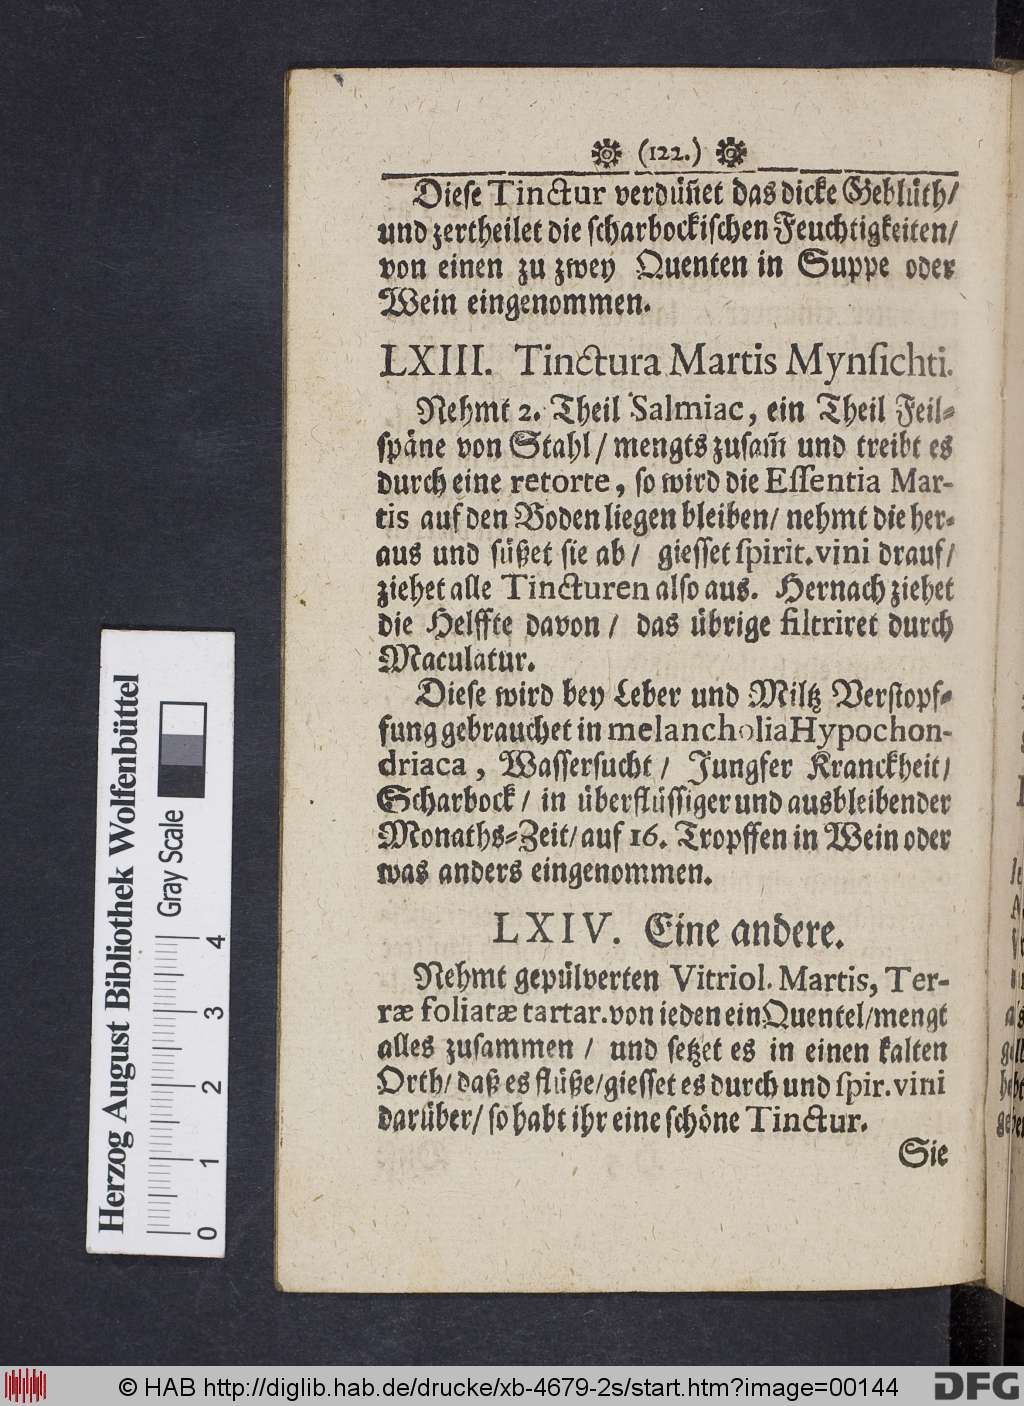 (122.)
Dieſe Tinctur verdün̄et das dicke Geblüth/
und zertheilet die ſcharbockiſchen Feuchtigkeiten/
von einen zu zwey Quenten in Suppe oder
Wein eingenommen.
LXIII. Tinctura Martis Mynſichti.
Nehmt 2. Theil Salmiac, ein Theil Feil-
ſpäne von Stahl/ mengts zuſam̄ und treibt es
durch eine retorte, ſo wird die Eſſentia Mar-
tis auf den Boden liegen bleiben/ nehmt die her-
aus und ſüßet ſie ab/ gieſſet ſpirit. vini drauf/
ziehet alle Tincturen alſo aus. Hernach ziehet
die Helffte davon/ das übrige filtriret durch
Maculatur.
Dieſe wird bey Leber und Miltz Verſtopf-
fung gebrauchet in melancholia Hypochon-
driaca, Waſſerſucht/ Jungfer Kranckheit/
Scharbock/ in überflüſſiger und ausbleibender
Monaths-Zeit/ auf 16. Tropffen in Wein oder
was anders eingenommen.
LXIV. Eine andere.
Nehmt gepülverten Vitriol. Martis, Ter-
ræ foliatæ tartar. von ieden ein Quentel/ mengt
alles zuſammen/ und ſetzet es in einen kalten
Orth/ daß es flüße/ gieſſet es durch und ſpir. vini
darüber/ ſo habt ihr eine ſchöne Tinctur.
Sie
Herzog August Bibliothek Wolfenbüttel
Gray Scale
0 1 2 3 4
© HAB http://diglib.hab.de/drucke/xb-4679-2s/start.htm?image=00144
DFG